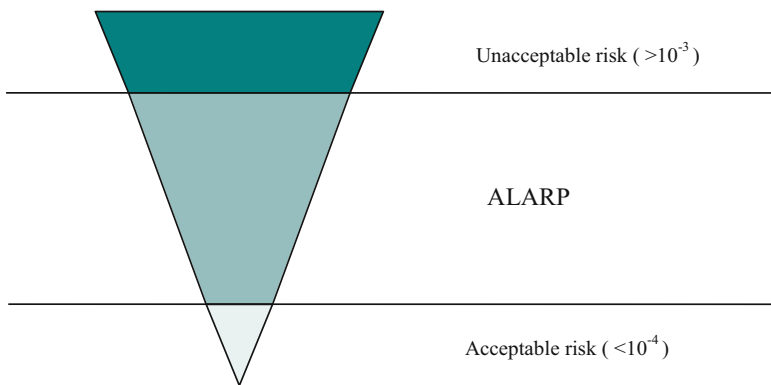 Unacceptable risk ( >10⁻³ )
ALARP
Acceptable risk ( <10⁻⁴ )